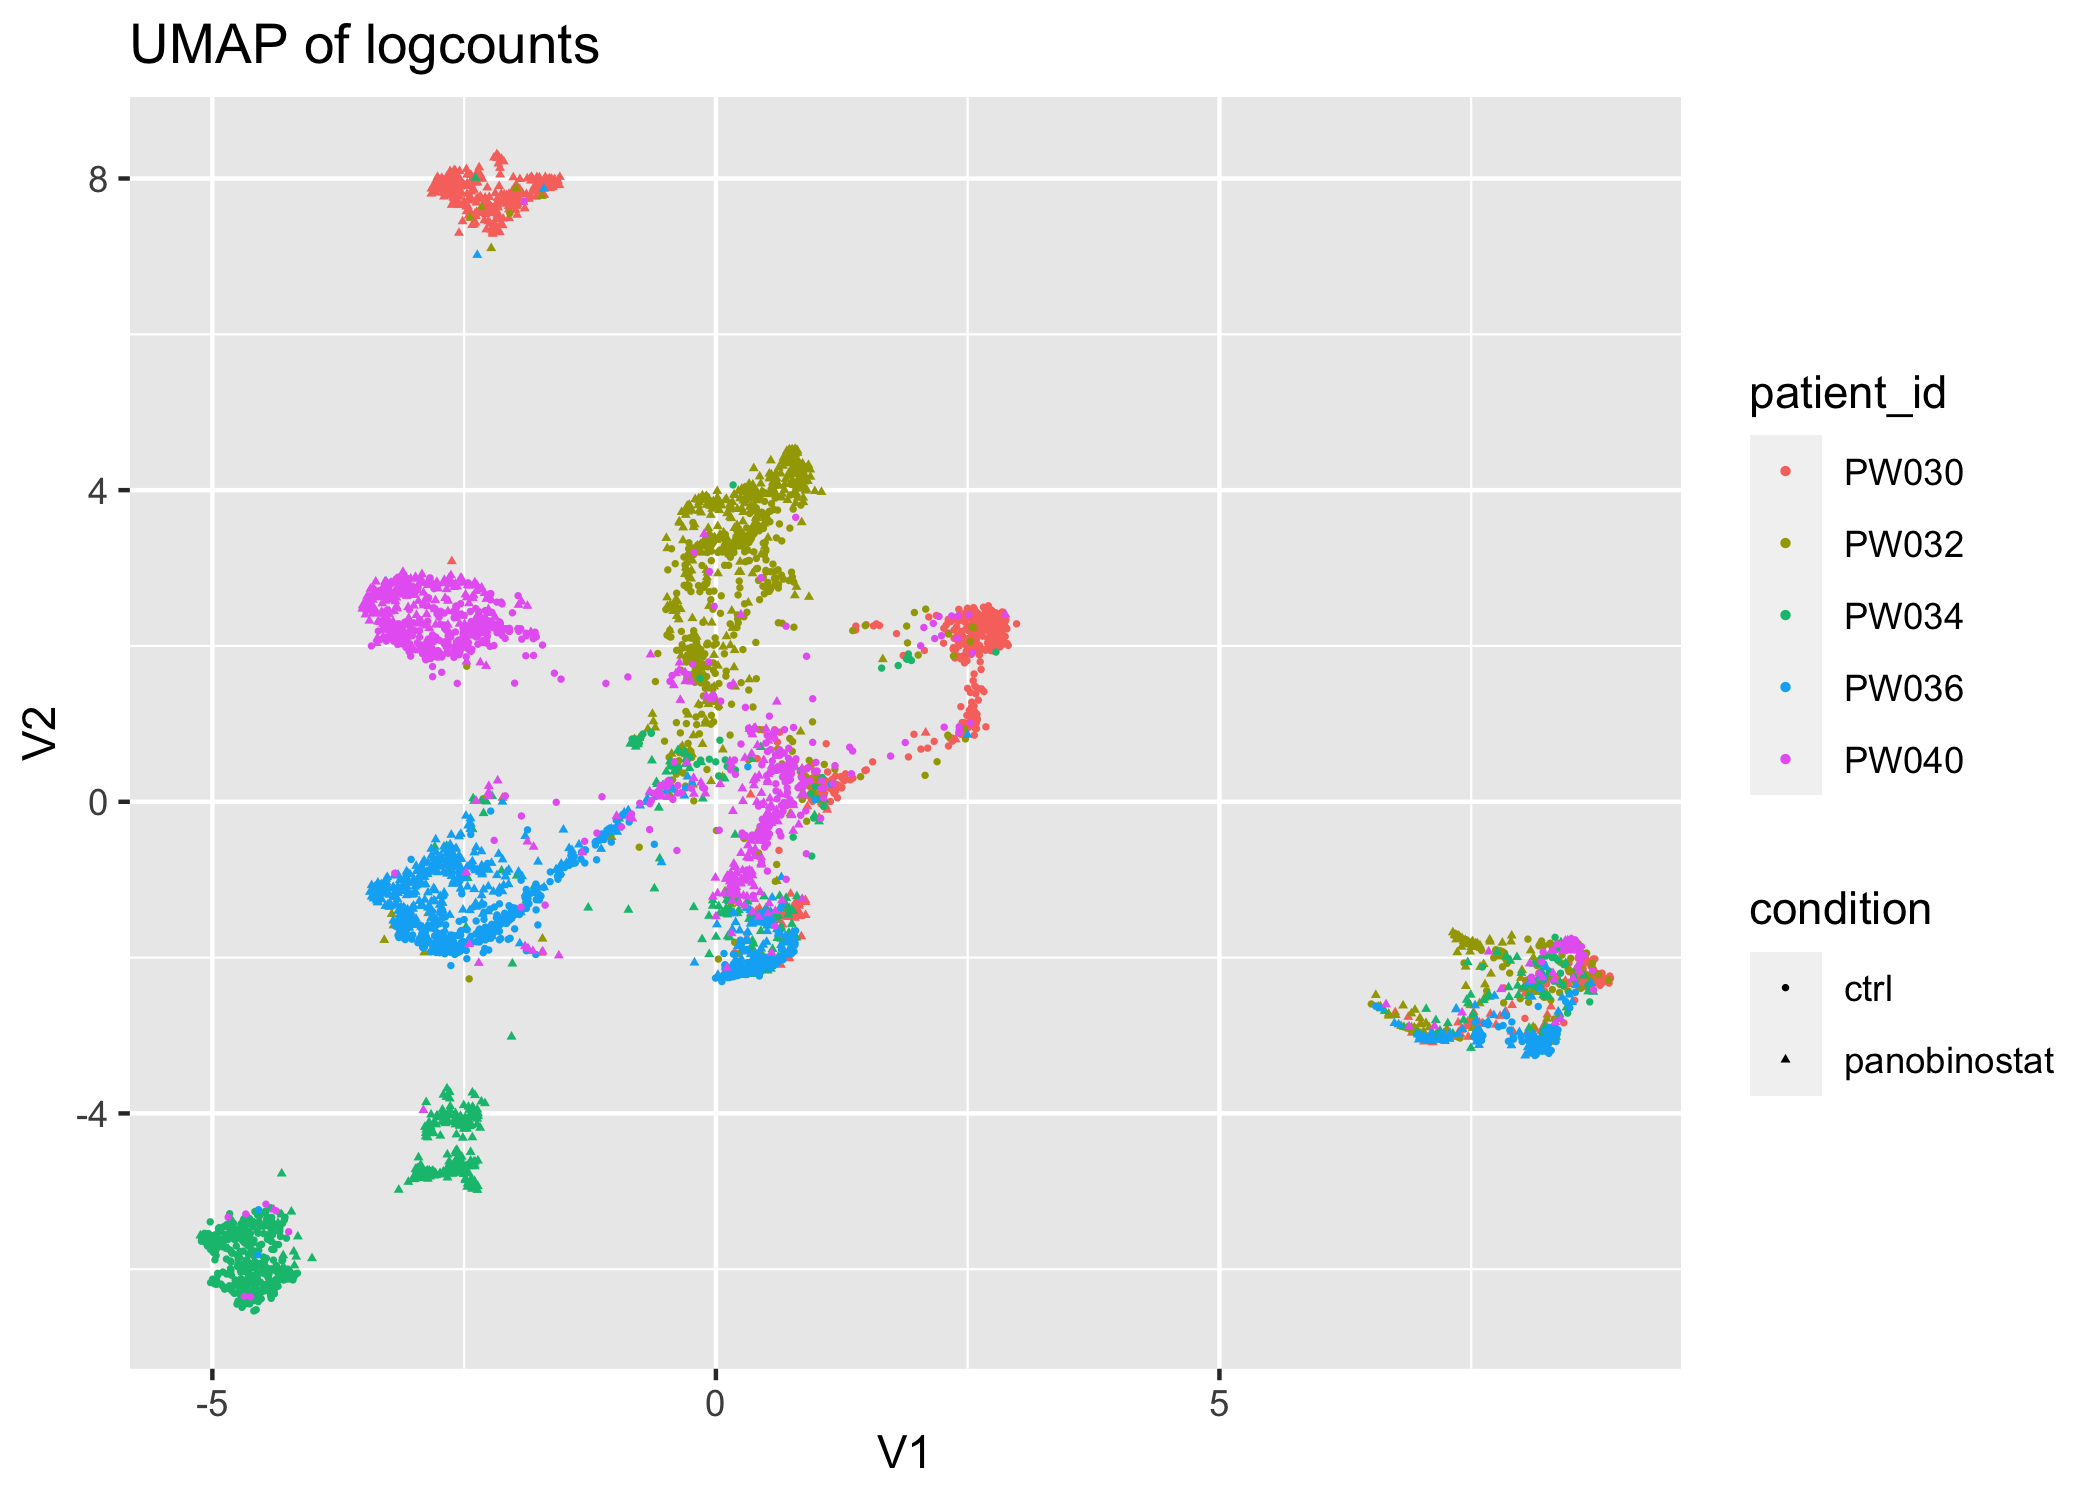 UMAP of logcounts
8
4
0
-4
V2
-5
0
5
V1
patient_id
PW030
PW032
PW034
PW036
PW040
condition
ctrl
panobinostat